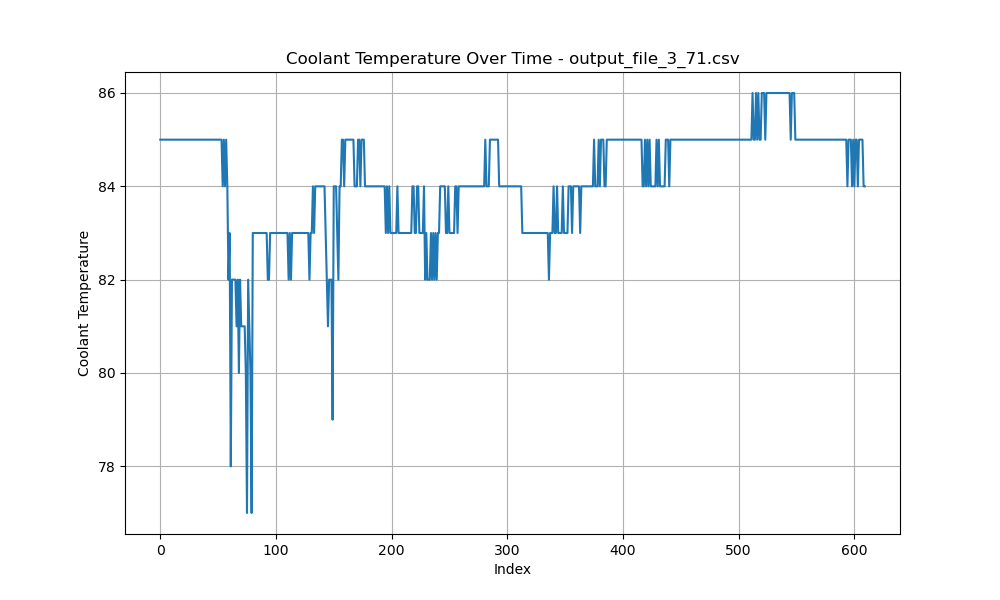 Coolant Temperature Over Time - output_file_3_71.csv
Coolant Temperature
86
84
82
80
78
0 100 200 300 400 500 600
Index